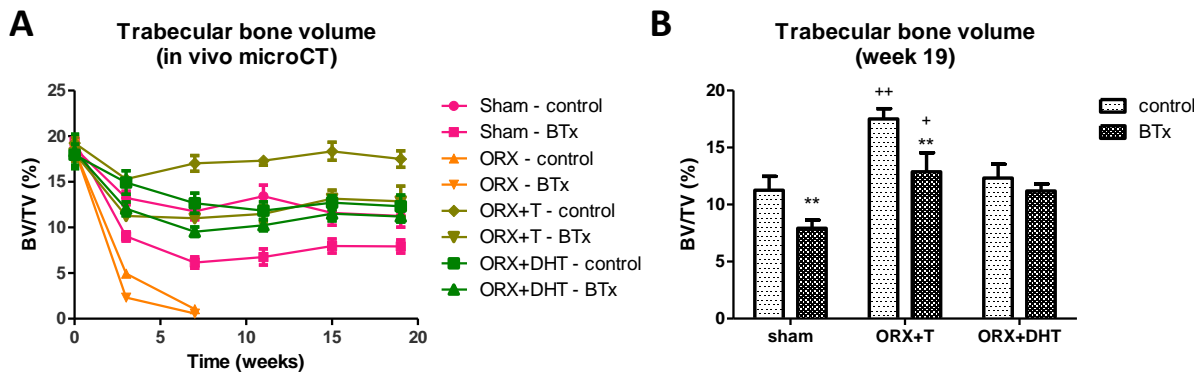 A
Trabecular bone volume
(in vivo microCT)
BV/TV (%)
25
20
15
10
5
0
0
5
10
15
20
Time (weeks)
Sham - control
Sham - BTx
ORX - control
ORX - BTx
ORX+T - control
ORX+T - BTx
ORX+DHT - control
ORX+DHT - BTx
B
Trabecular bone volume
(week 19)
BV/TV (%)
20
15
10
5
0
**
++
+
**
sham
ORX+T
ORX+DHT
control
BTx